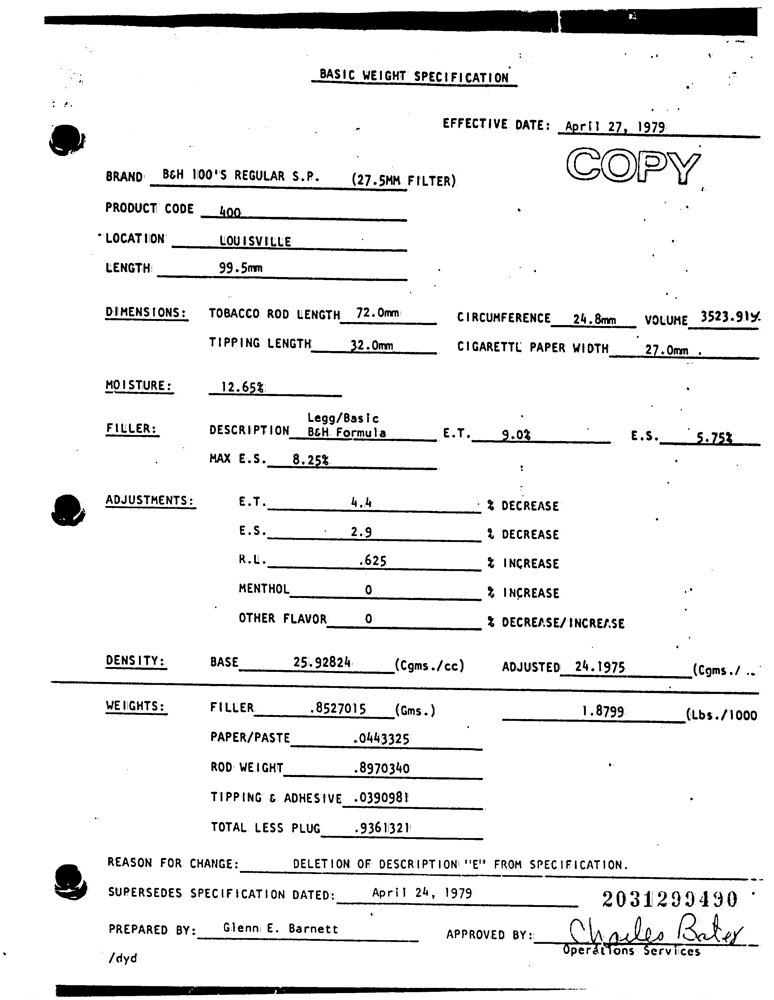 BASIC WEIGHT SPECIFICATION
EFFECTIVE DATE: April 27, 1979
COPY
BRAND B&H 100'S REGULAR S.P. (27.5MM FILTER)
PRODUCT CODE 400
LOCATION LOUISVILLE
LENGTH 99.5mm
DIMENSIONS: TOBACCO ROD LENGTH 72.0mm CIRCUMFERENCE 24.8mm VOLUME
TIPPING LENGTH 32.0mm CIGARETTE PAPER WIDTH 27.0mm
MOISTURE: 12.65%
Legg/Basic
FILLER: DESCRIPTION B&H Formula E.T. 9.0% E.S. 5.75%
MAX E.S. 8.25%
ADJUSTMENTS: E.T. 4.4 % DECREASE
E.S. 2.9 % DECREASE
R.L. .625 % INCREASE
MENTHOL 0 % INCREASE
OTHER FLAVOR 0 % DECREASE/INCREASE
DENSITY: BASE 25.92824 (Cgms./cc) ADJUSTED 24.1975 (Cgms./
WEIGHTS: FILLER .8527015 (Gms.) 1.8799 (Lbs./1000
PAPER/PASTE .0443325
ROD WEIGHT .8970340
TIPPING & ADHESIVE .0390981
TOTAL LESS PLUG .9361321
REASON FOR CHANGE: DELETION OF DESCRIPTION "E" FROM SPECIFICATION.
SUPERSEDES SPECIFICATION DATED: April 24, 1979
2031299490
PREPARED BY: Glenn E. Barnett APPROVED BY: Charles Bates
Operations Services
/dyd